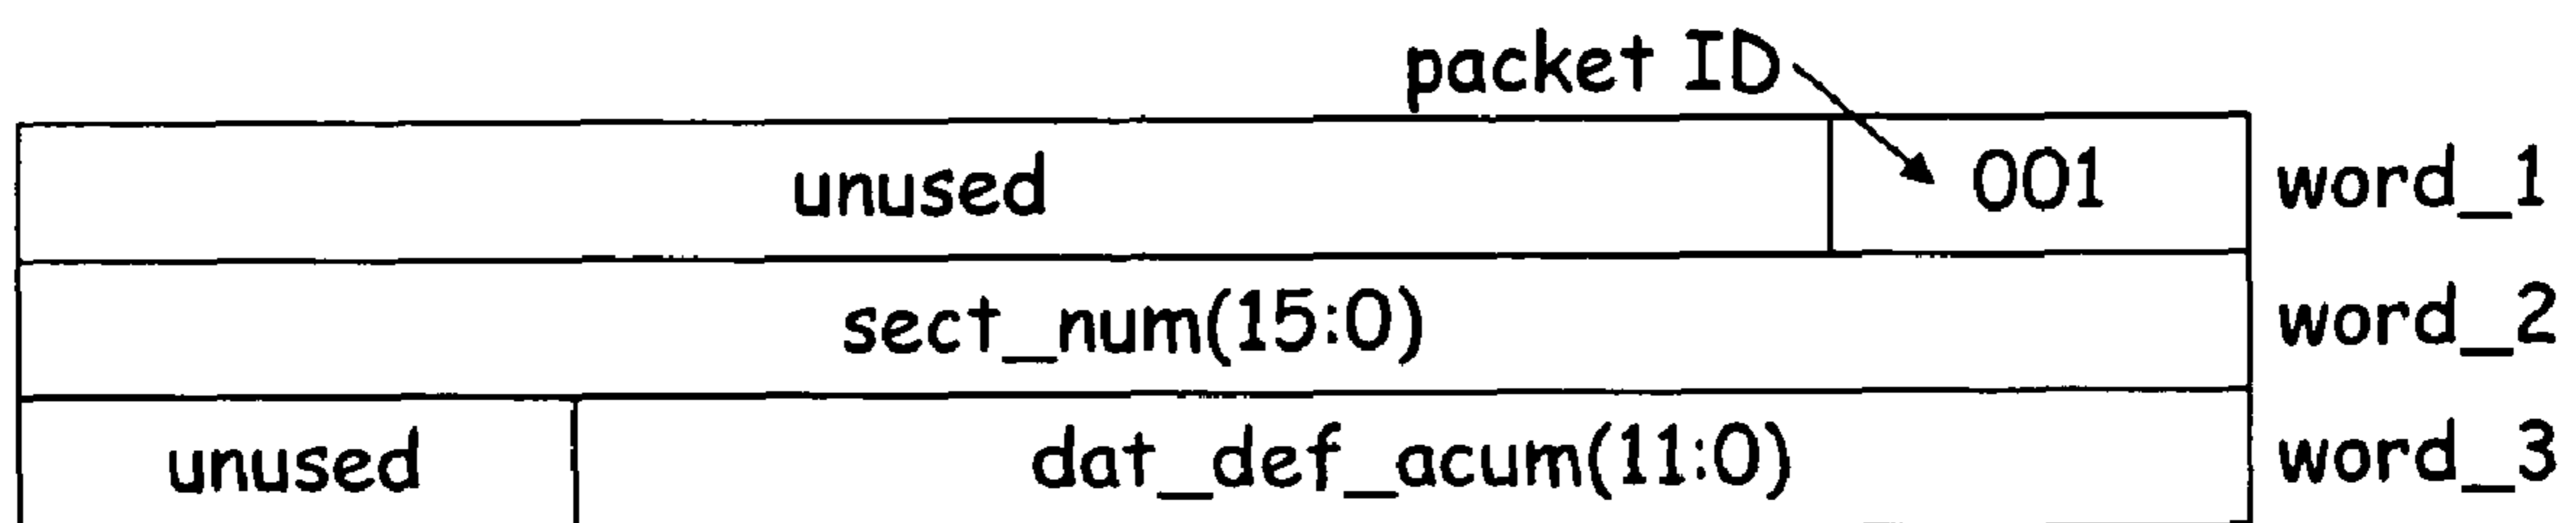 packet ID
unused 001 word_1
sect_num(15:0) word_2
unused dat_def_acum(11:0) word_3